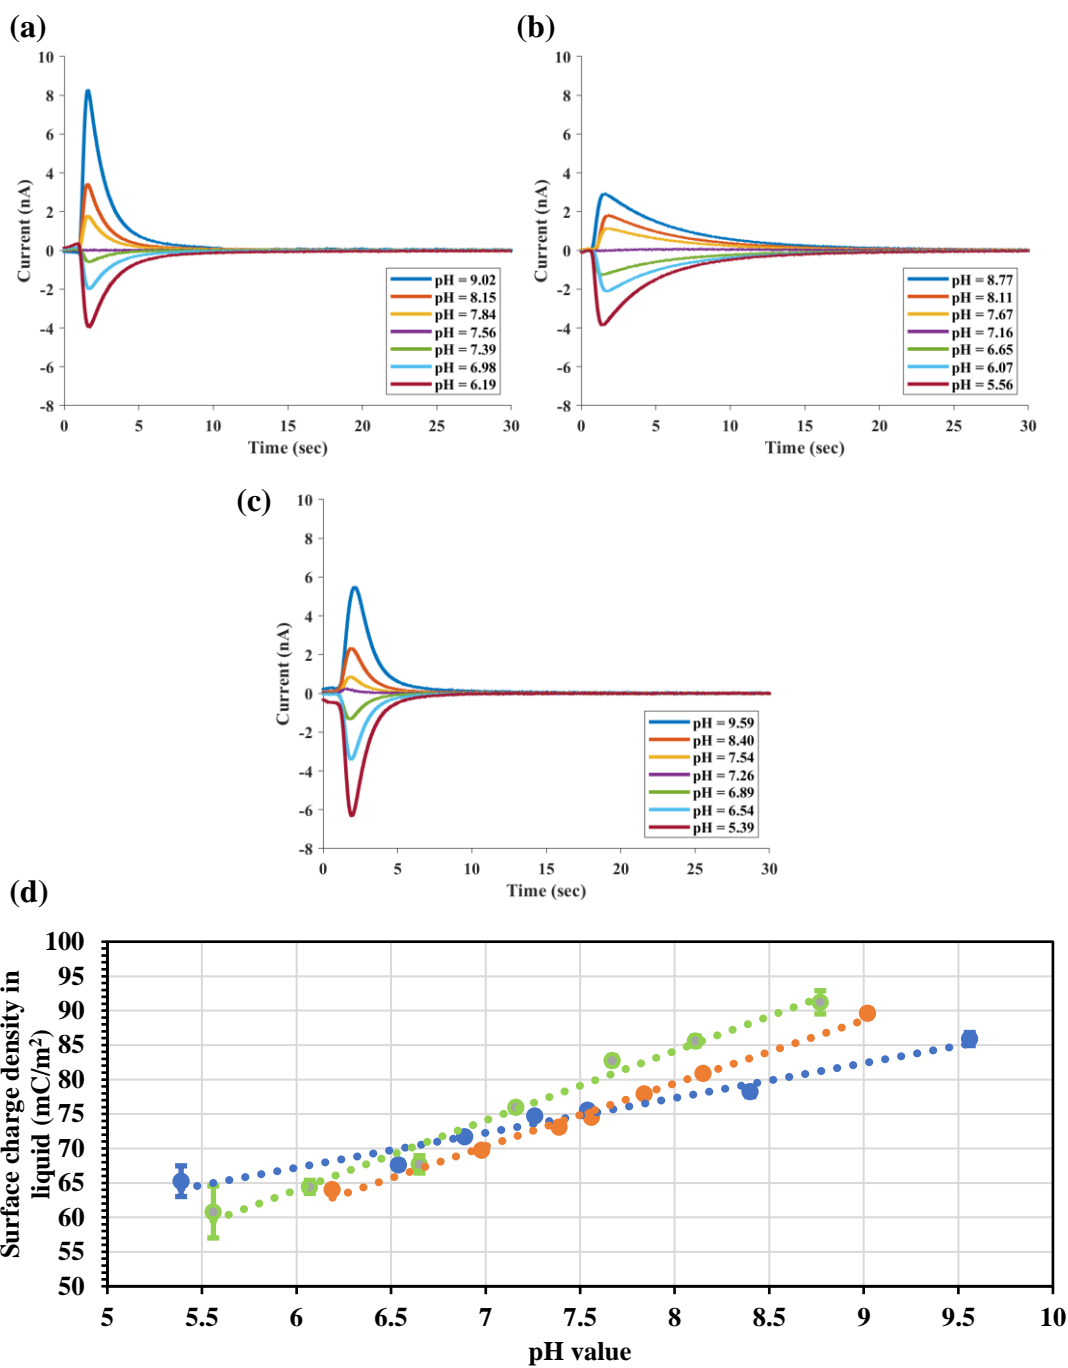 (a)
10
8
6
4
2
0
-2
-4
-6
-8
Current (nA)
0 5 10 15 20 25 30
Time (sec)
pH = 9.02
pH = 8.15
pH = 7.84
pH = 7.56
pH = 7.39
pH = 6.98
pH = 6.19
(b)
10
8
6
4
2
0
-2
-4
-6
-8
Current (nA)
0 5 10 15 20 25 30
Time (sec)
pH = 8.77
pH = 8.11
pH = 7.67
pH = 7.16
pH = 6.65
pH = 6.07
pH = 5.56
(c)
10
8
6
4
2
0
-2
-4
-6
-8
Current (nA)
0 5 10 15 20 25 30
Time (sec)
pH = 9.59
pH = 8.40
pH = 7.54
pH = 7.26
pH = 6.89
pH = 6.54
pH = 5.39
(d)
Surface charge density in
liquid (mC/m²)
100
95
90
85
80
75
70
65
60
55
50
5 5.5 6 6.5 7 7.5 8 8.5 9 9.5 10
pH value